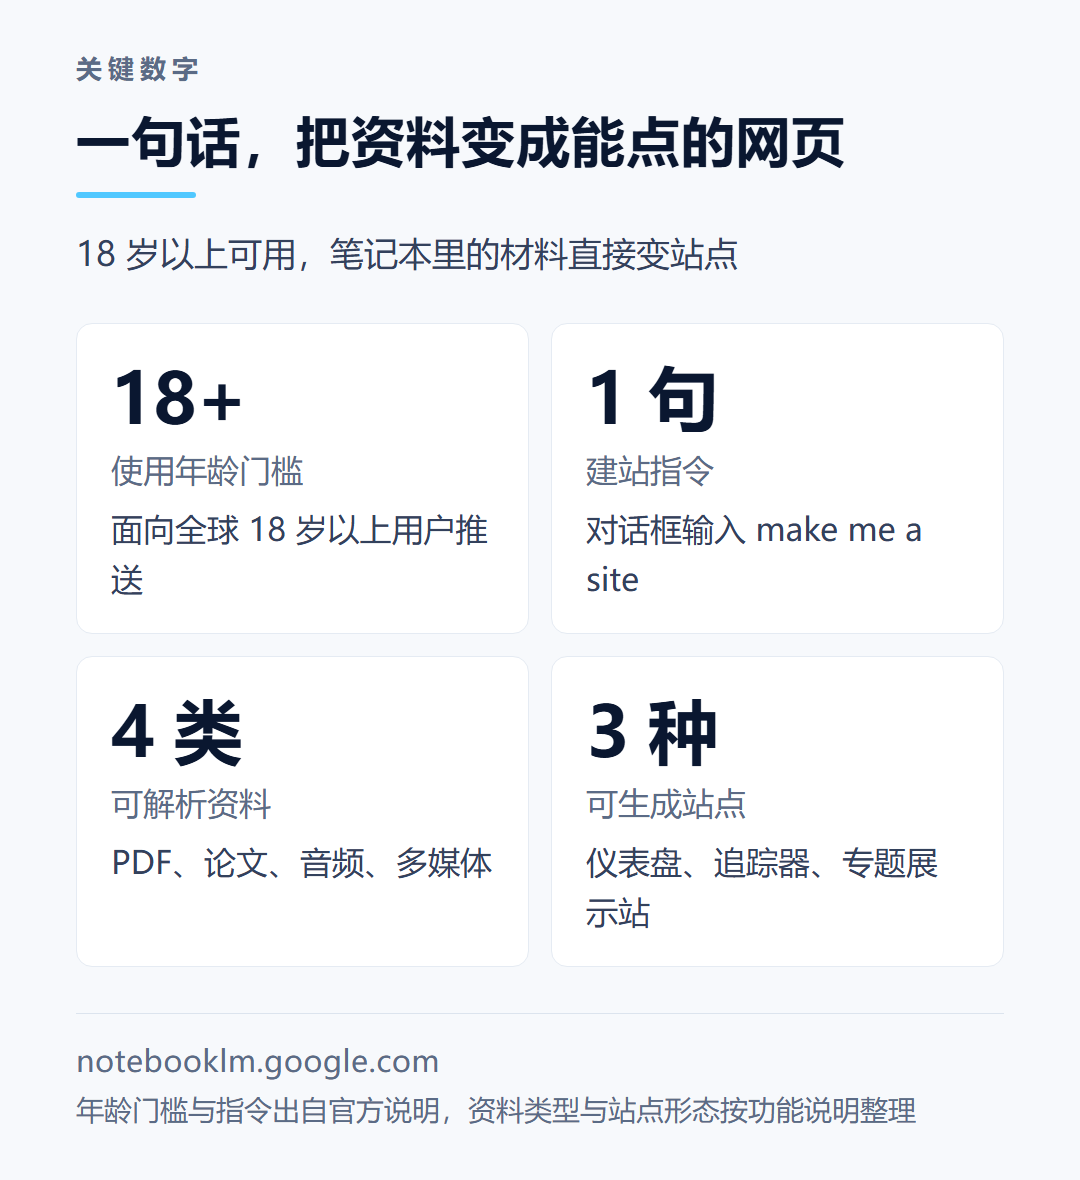 关键数字
一句话，把资料变成能点的网页
18 岁以上可用，笔记本里的材料直接变站点
18+
使用年龄门槛
面向全球 18 岁以上用户推
送
1 句
建站指令
对话框输入 make me a
site
4 类
可解析资料
PDF、论文、音频、多媒体
3 种
可生成站点
仪表盘、追踪器、专题展
示站
notebooklm.google.com
年龄门槛与指令出自官方说明，资料类型与站点形态按功能说明整理